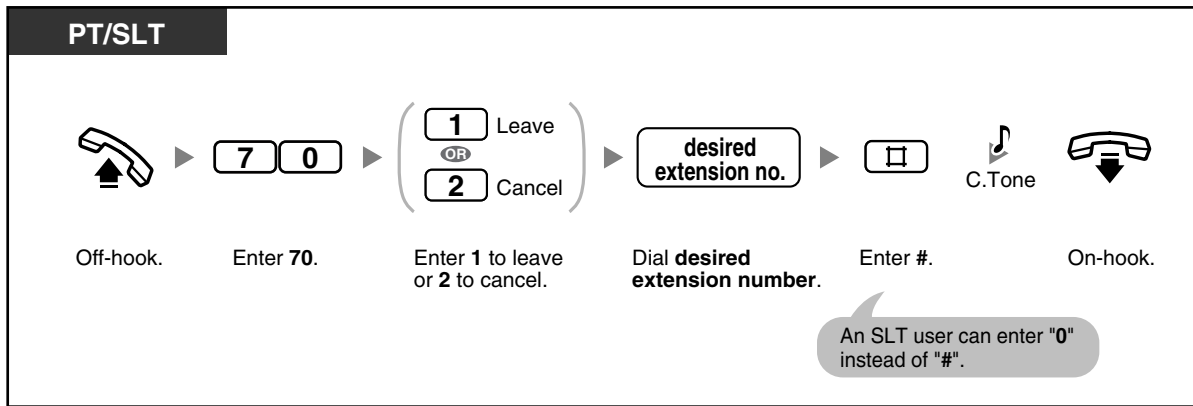 PT/SLT
1 Leave
OR
2 Cancel
7 0
desired
extension no.
#
C.Tone
Off-hook.
Enter 70.
Enter 1 to leave
or 2 to cancel.
Dial desired
extension number.
Enter #.
On-hook.
An SLT user can enter "0"
instead of "#".